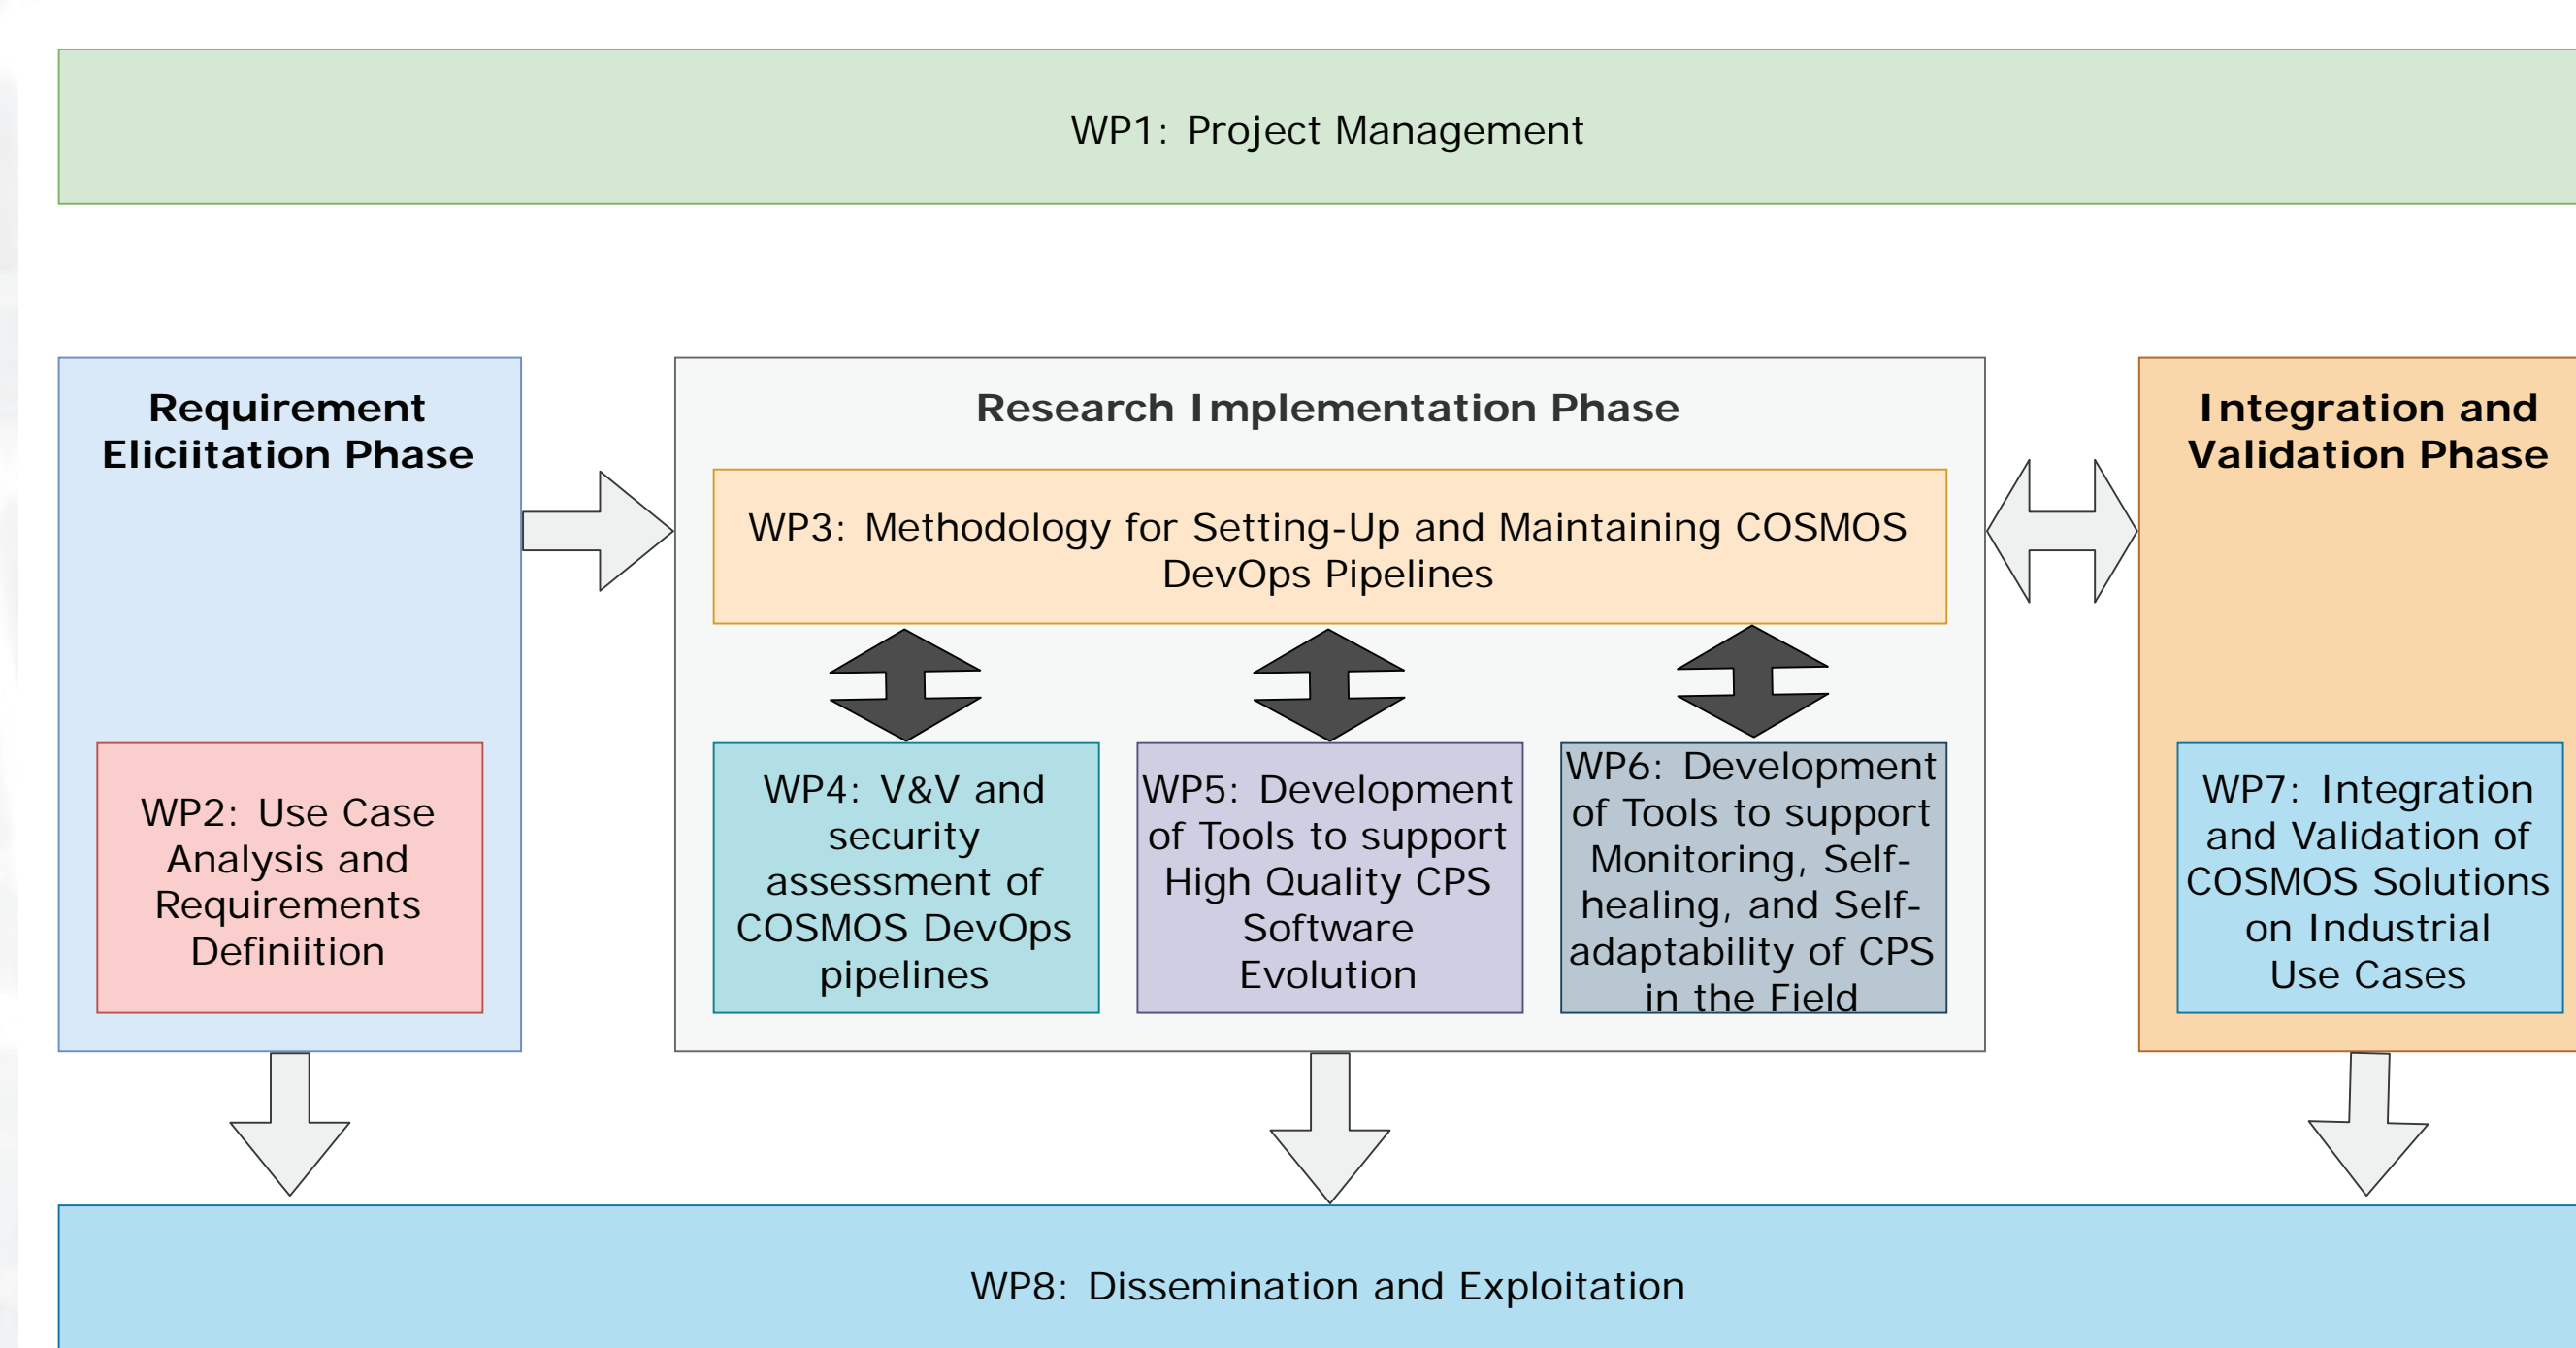 WP1: Project Management
Requirement
Eliciitation Phase
WP2: Use Case
Analysis and
Requirements
Definiition
Research Implementation Phase
WP3: Methodology for Setting-Up and Maintaining COSMOS
DevOps Pipelines
WP4: V&V and
security
assessment of
COSMOS DevOps
pipelines
WP5: Development
of Tools to support
High Quality CPS
Software
Evolution
WP6: Development
of Tools to support
Monitoring, Self-
healing, and Self-
adaptability of CPS
in the Field
Integration and
Validation Phase
WP7: Integration
and Validation of
COSMOS Solutions
on Industrial
Use Cases
WP8: Dissemination and Exploitation